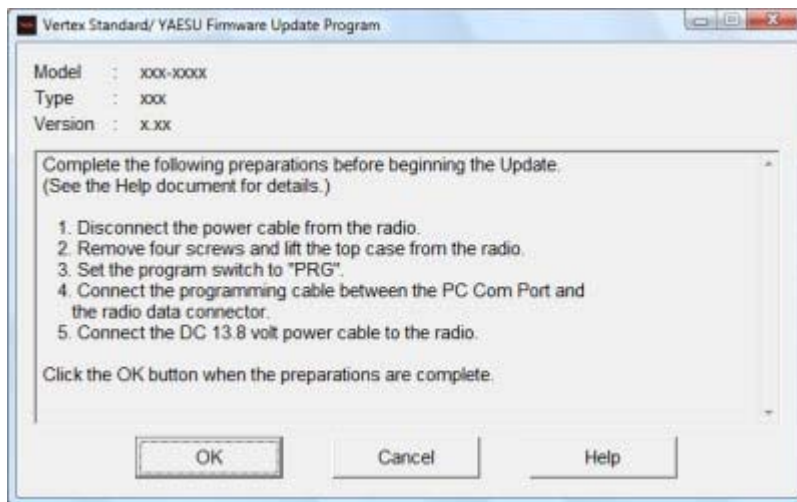 Vertex Standard/ YAESU Firmware Update Program
Model : xxx-xxxx
Type : xxx
Version : x.xx
Complete the following preparations before beginning the Update.
(See the Help document for details.)
1. Disconnect the power cable from the radio.
2. Remove four screws and lift the top case from the radio.
3. Set the program switch to "PRG".
4. Connect the programming cable between the PC Com Port and
the radio data connector.
5. Connect the DC 13.8 volt power cable to the radio.
Click the OK button when the preparations are complete.
OK Cancel Help